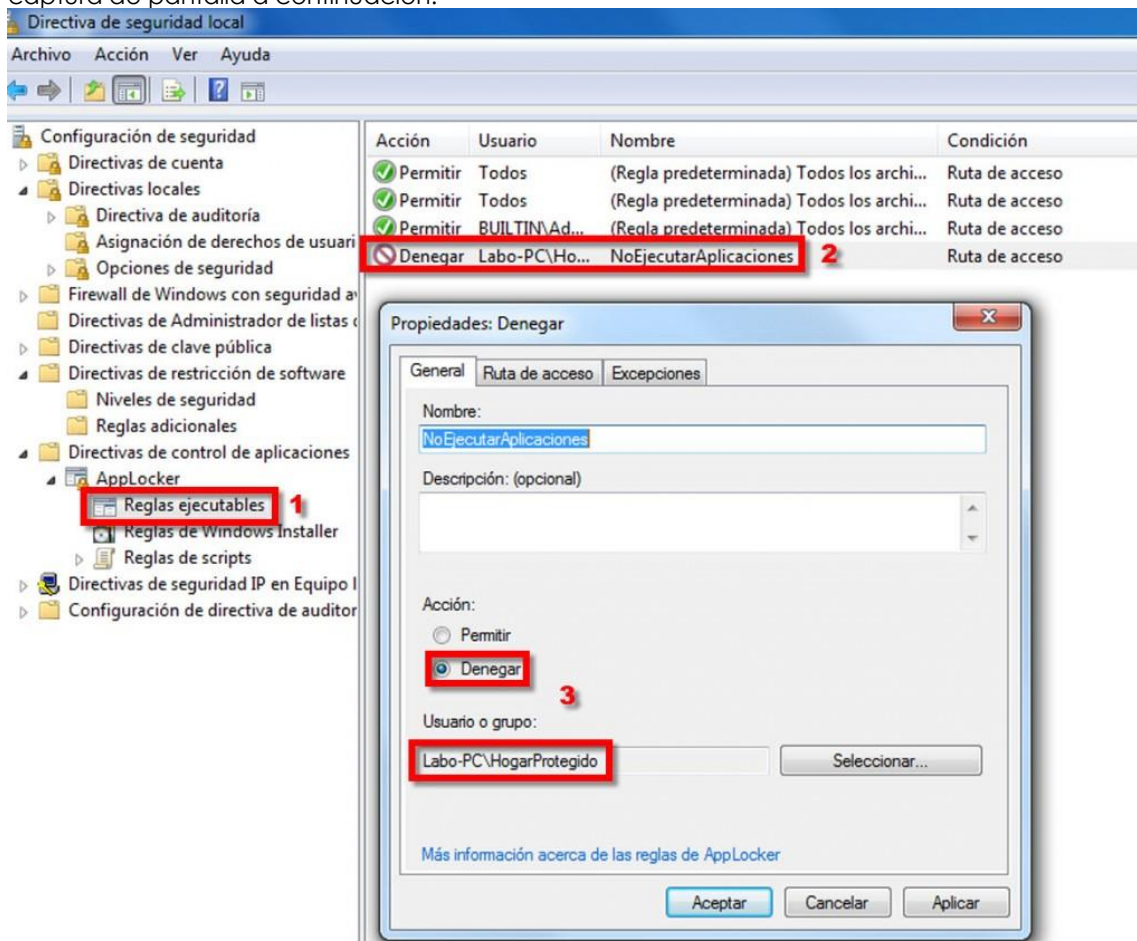 captura de pantalla a continuación.
Directiva de seguridad local
Archivo Acción Ver Ayuda
Configuración de seguridad
Directivas de cuenta
Directivas locales
Directiva de auditoría
Asignación de derechos de usuari
Opciones de seguridad
Firewall de Windows con seguridad av
Directivas de Administrador de listas
Directivas de clave pública
Directivas de restricción de software
Niveles de seguridad
Reglas adicionales
Directivas de control de aplicaciones
AppLocker
Reglas ejecutables 1
Reglas de Windows Installer
Reglas de scripts
Directivas de seguridad IP en Equipo l
Configuración de directiva de auditor
Acción Usuario Nombre Condición
Permitir Todos (Regla predeterminada) Todos los archi... Ruta de acceso
Permitir Todos (Regla predeterminada) Todos los archi... Ruta de acceso
Permitir BUILTIN\Ad... (Regla predeterminada) Todos los archi... Ruta de acceso
Denegar Labo-PC\Ho... NoEjecutarAplicaciones 2 Ruta de acceso
Propiedades: Denegar
General Ruta de acceso Excepciones
Nombre:
NoEjecutarAplicaciones
Descripción: (opcional)
Acción:
Permitir
Denegar
3
Usuario o grupo:
Labo-PC\HogarProtegido Seleccionar...
Más información acerca de las reglas de AppLocker
Aceptar Cancelar Aplicar